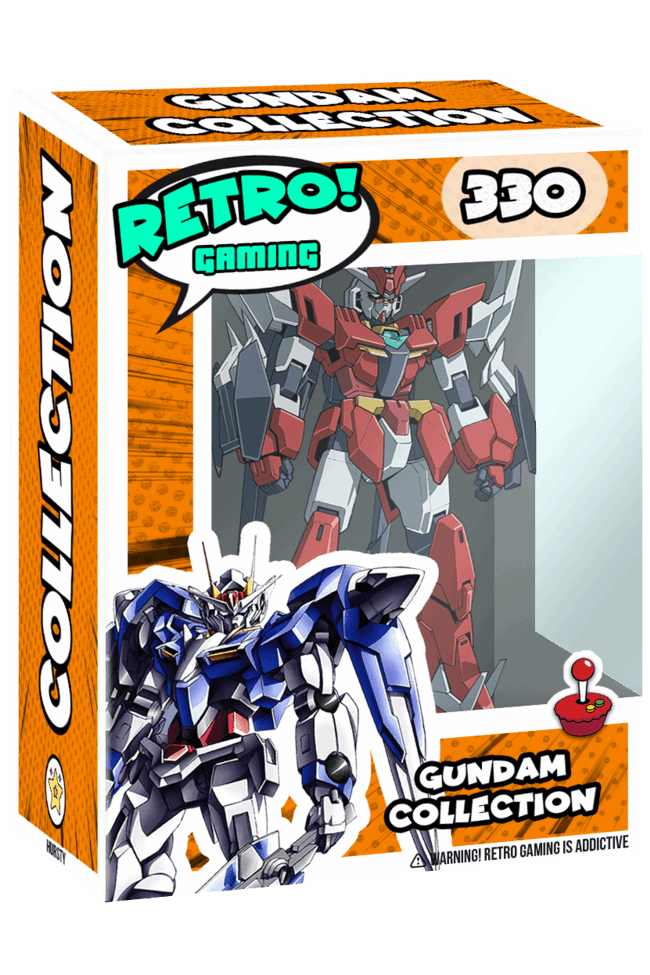 GUNDAM
COLLECTION
RETRO!
GAMING
330
COLLECTION
GUNDAM
COLLECTION
WARNING! RETRO GAMING IS ADDICTIVE
HURSTY